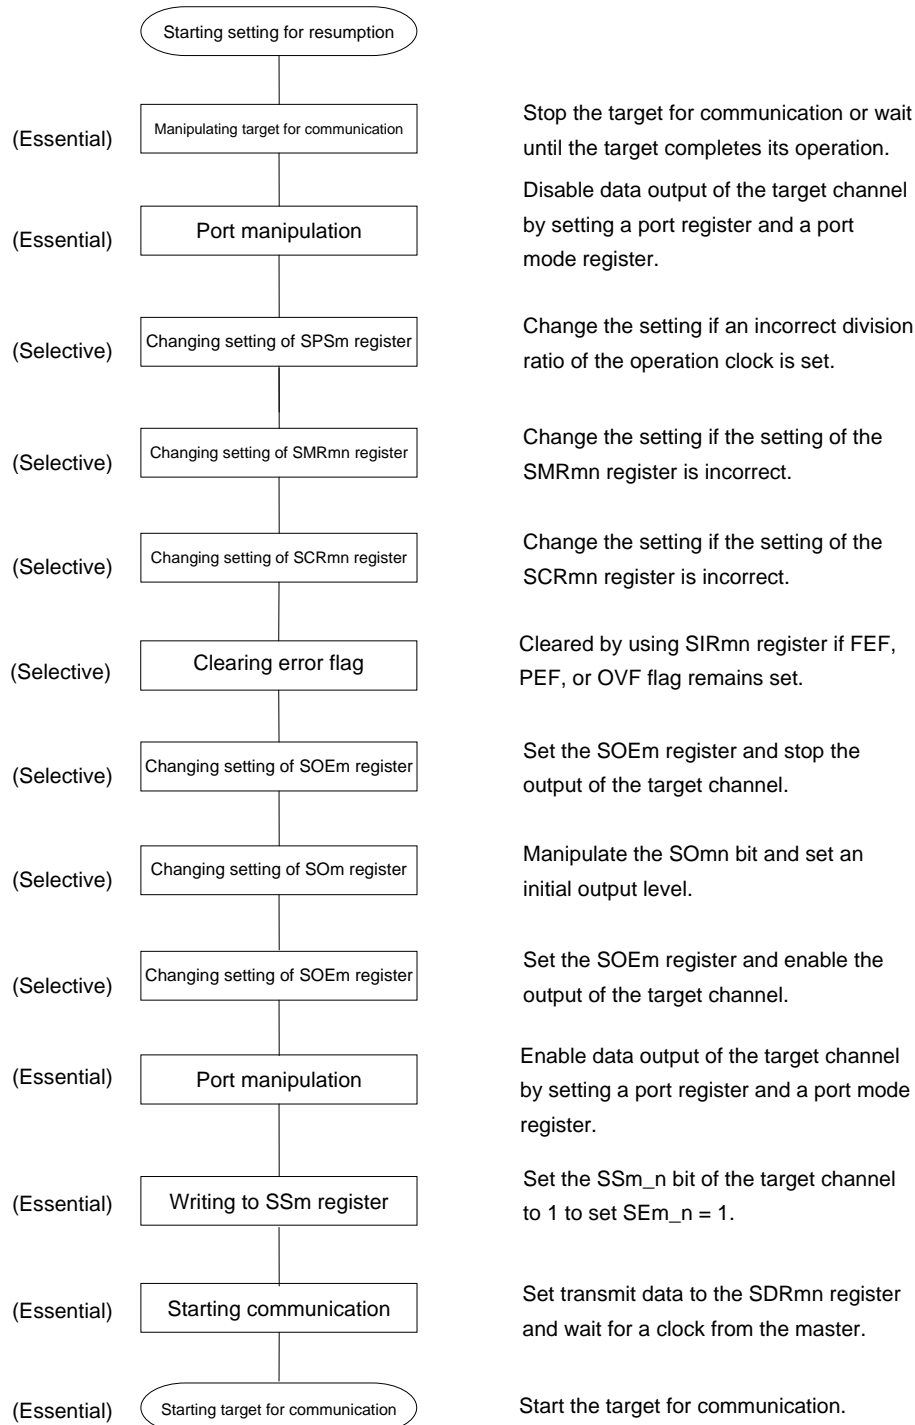 Starting setting for resumption
(Essential)
Manipulating target for communication
Stop the target for communication or wait
until the target completes its operation.
(Essential)
Port manipulation
Disable data output of the target channel
by setting a port register and a port
mode register.
(Selective)
Changing setting of SPSm register
Change the setting if an incorrect division
ratio of the operation clock is set.
(Selective)
Changing setting of SMRmn register
Change the setting if the setting of the
SMRmn register is incorrect.
(Selective)
Changing setting of SCRmn register
Change the setting if the setting of the
SCRmn register is incorrect.
(Selective)
Clearing error flag
Cleared by using SIRmn register if FEF,
PEF, or OVF flag remains set.
(Selective)
Changing setting of SOEm register
Set the SOEm register and stop the
output of the target channel.
(Selective)
Changing setting of SOm register
Manipulate the SOmn bit and set an
initial output level.
(Selective)
Changing setting of SOEm register
Set the SOEm register and enable the
output of the target channel.
(Essential)
Port manipulation
Enable data output of the target channel
by setting a port register and a port mode
register.
(Essential)
Writing to SSm register
Set the SSm_n bit of the target channel
to 1 to set SEm_n = 1.
(Essential)
Starting communication
Set transmit data to the SDRmn register
and wait for a clock from the master.
(Essential)
Starting target for communication
Start the target for communication.